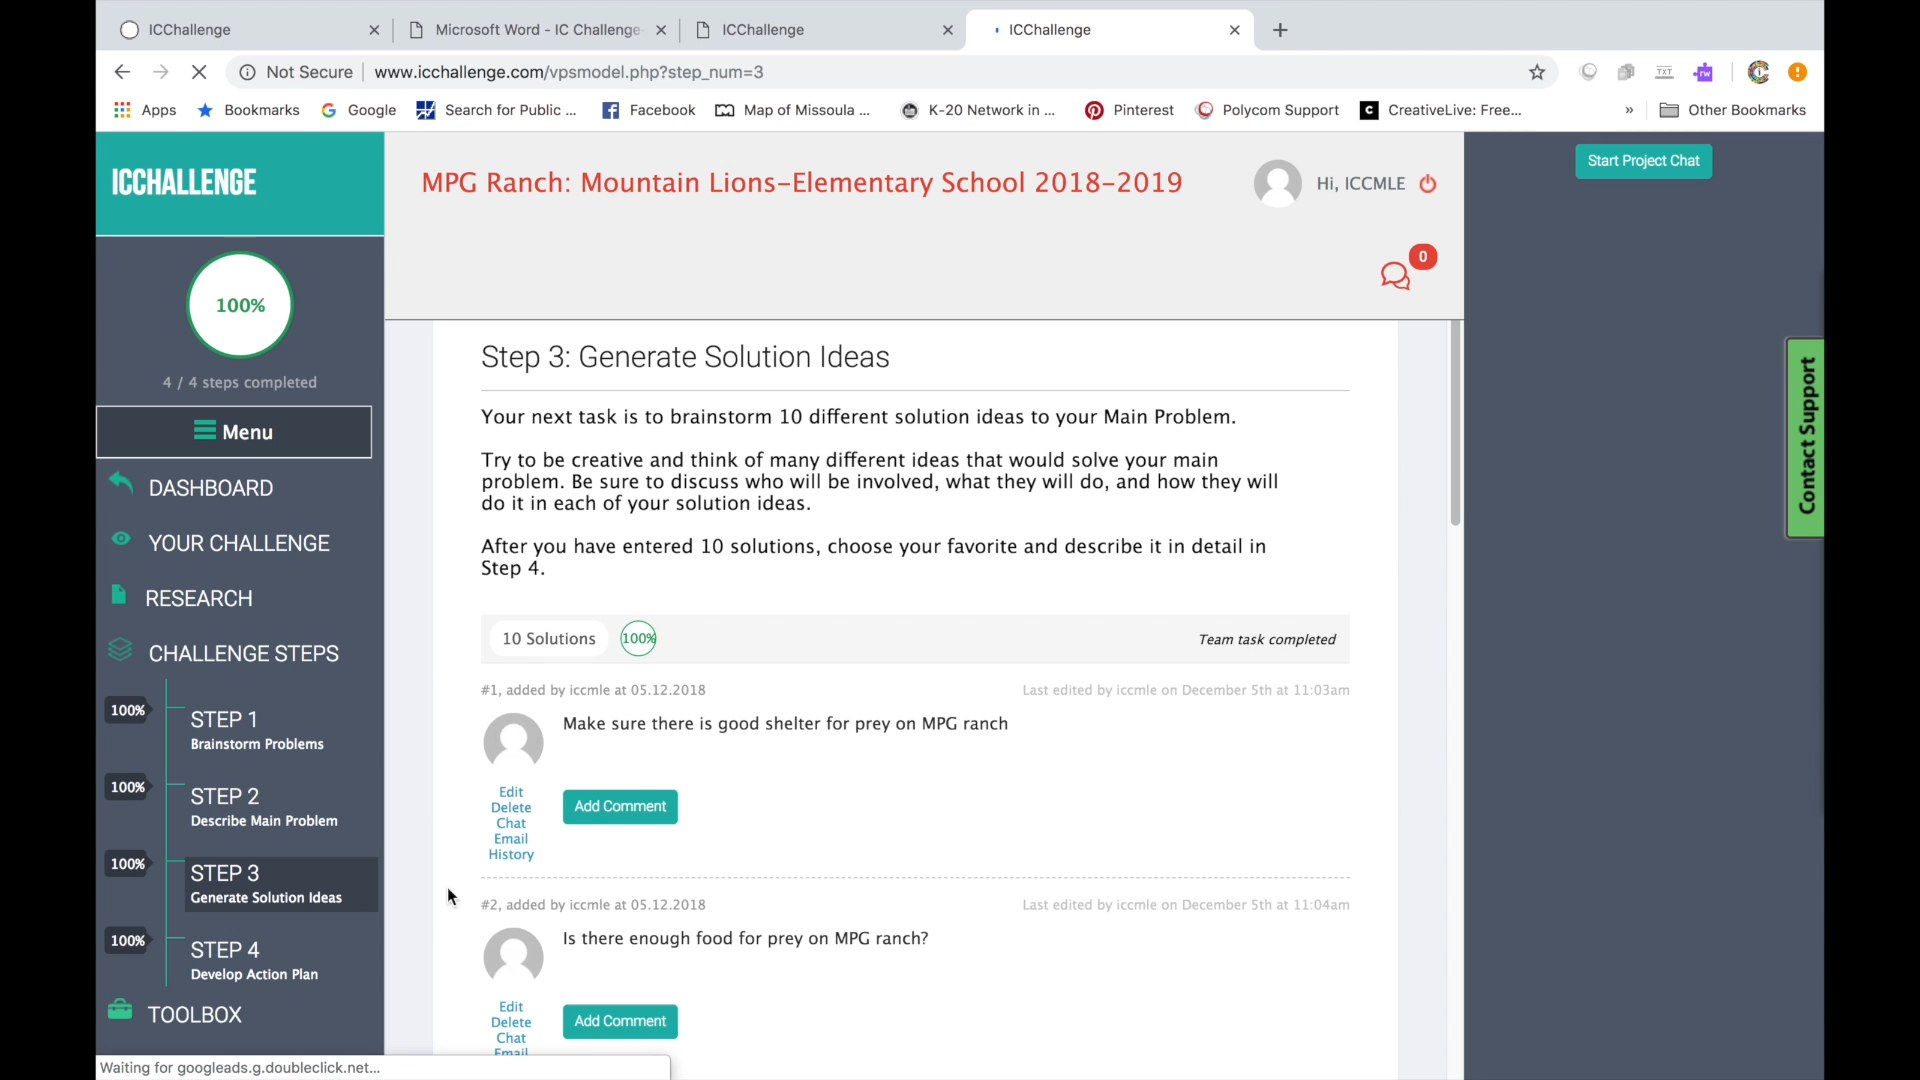 ICChallenge
Microsoft Word - IC Challenge-
ICChallenge
ICChallenge
Not Secure
www.icchallenge.com/vpsmodel.php?step_num=3
TXT
rw
Apps
Bookmarks
Google
Search for Public ...
Facebook
Map of Missoula ...
K-20 Network in ...
Pinterest
Polycom Support
CreativeLive: Free...
»
Other Bookmarks
ICCHALLENGE
MPG Ranch: Mountain Lions-Elementary School 2018-2019
Hi, ICCMLE
0
Start Project Chat
Contact Support
100%
4 / 4 steps completed
Menu
DASHBOARD
YOUR CHALLENGE
RESEARCH
CHALLENGE STEPS
100%
STEP 1
Brainstorm Problems
100%
STEP 2
Describe Main Problem
100%
STEP 3
Generate Solution Ideas
100%
STEP 4
Develop Action Plan
TOOLBOX
Step 3: Generate Solution Ideas
Your next task is to brainstorm 10 different solution ideas to your Main Problem.
Try to be creative and think of many different ideas that would solve your main
problem. Be sure to discuss who will be involved, what they will do, and how they will
do it in each of your solution ideas.
After you have entered 10 solutions, choose your favorite and describe it in detail in
Step 4.
10 Solutions
100%
Team task completed
#1, added by iccmle at 05.12.2018
Last edited by iccmle on December 5th at 11:03am
Make sure there is good shelter for prey on MPG ranch
Edit
Delete
Chat
Email
History
Add Comment
#2, added by iccmle at 05.12.2018
Last edited by iccmle on December 5th at 11:04am
Is there enough food for prey on MPG ranch?
Edit
Delete
Chat
Email
Add Comment
Waiting for googleads.g.doubleclick.net...